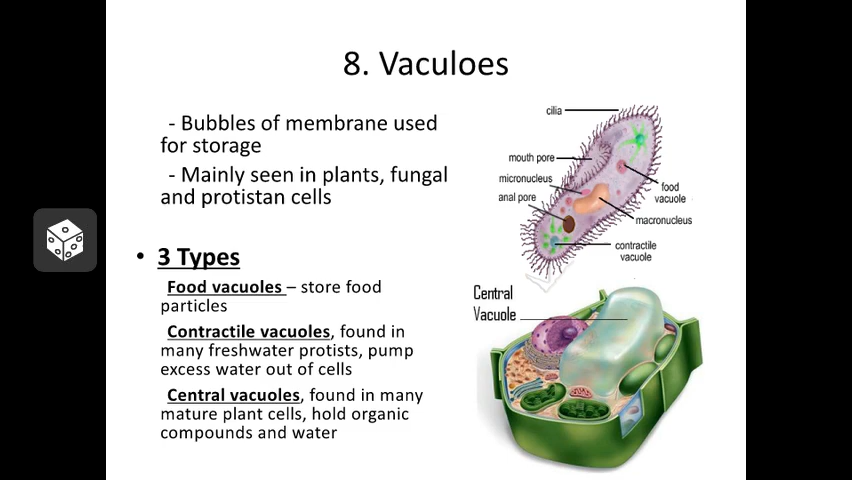 8. Vaculoes
- Bubbles of membrane used
for storage
- Mainly seen in plants, fungal
and protistan cells
• 3 Types
Food vacuoles – store food
particles
Contractile vacuoles, found in
many freshwater protists, pump
excess water out of cells
Central vacuoles, found in many
mature plant cells, hold organic
compounds and water
cilia
mouth pore
micronucleus
anal pore
food
vacuole
macronucleus
contractile
vacuole
Central
Vacuole